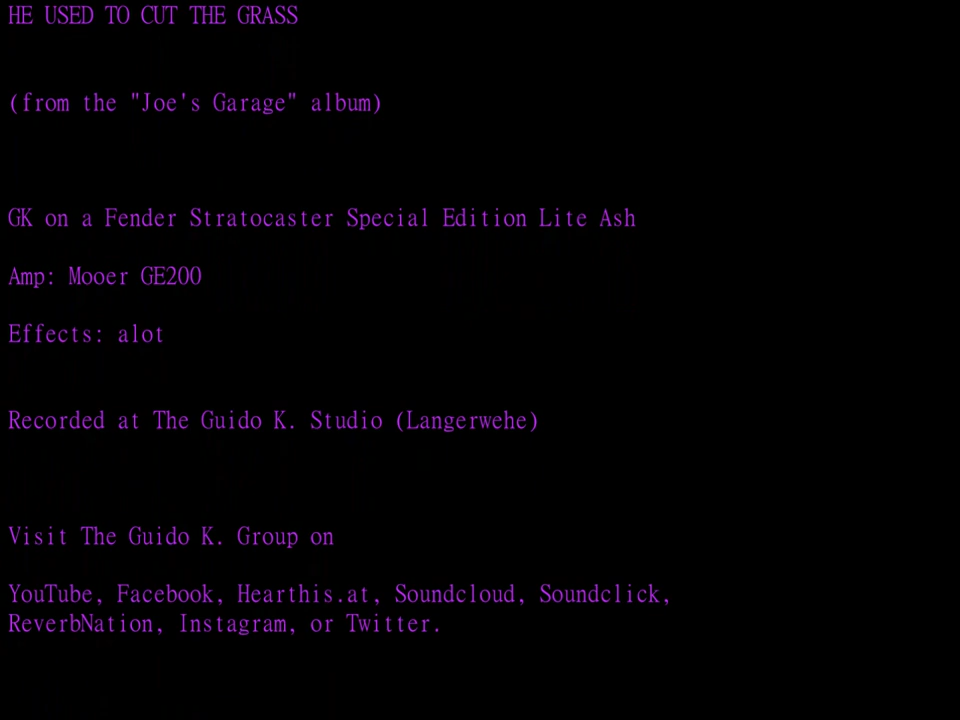 HE USED TO CUT THE GRASS
(from the "Joe's Garage" album)
GK on a Fender Stratocaster Special Edition Lite Ash
Amp: Mooer GE200
Effects: alot
Recorded at The Guido K. Studio (Langerwehe)
Visit The Guido K. Group on
YouTube, Facebook, Hearthis.at, Soundcloud, Soundclick,
ReverbNation, Instagram, or Twitter.